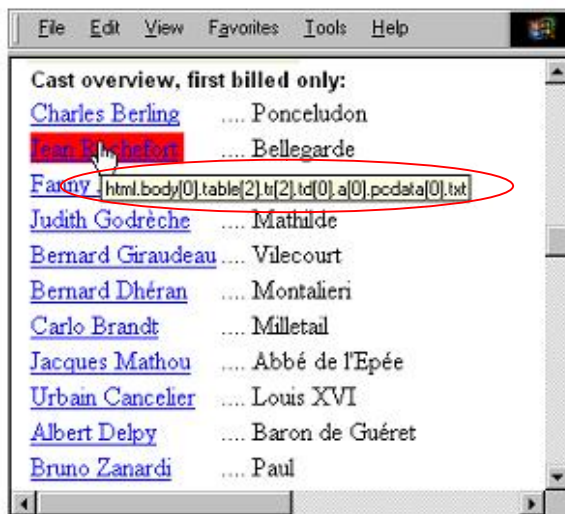 File Edit View Favorites Tools Help
Cast overview, first billed only:
Charles Berling .... Ponceludon
Jean Rochefort .... Bellegarde
Fanny
html.body[0].table[2].tr[2].td[0].a[0].pcdata[0].txt
Judith Godrèche .... Mathilde
Bernard Giraudeau .... Vilecourt
Bernard Dhéran .... Montalieri
Carlo Brandt .... Milletail
Jacques Mathou .... Abbé de l'Epée
Urbain Cancelier .... Louis XVI
Albert Delpy .... Baron de Guéret
Bruno Zanardi .... Paul